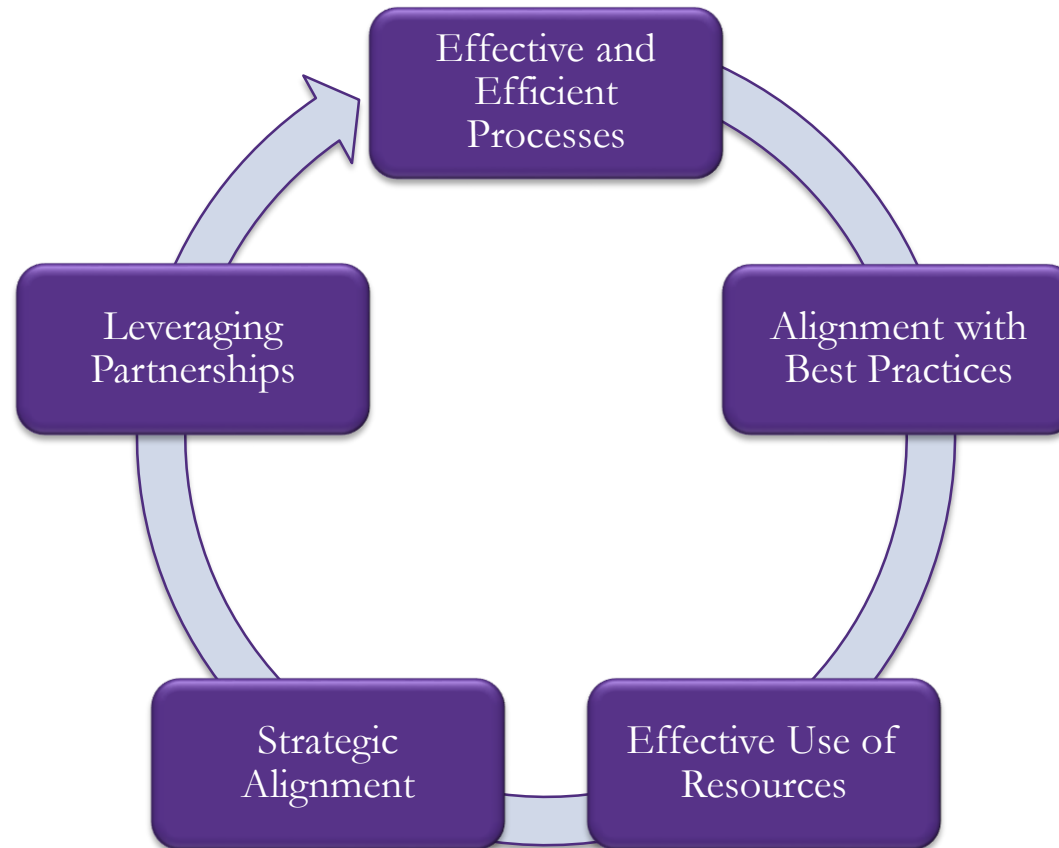 Effective and
Efficient
Processes
Alignment with
Best Practices
Effective Use of
Resources
Strategic
Alignment
Leveraging
Partnerships